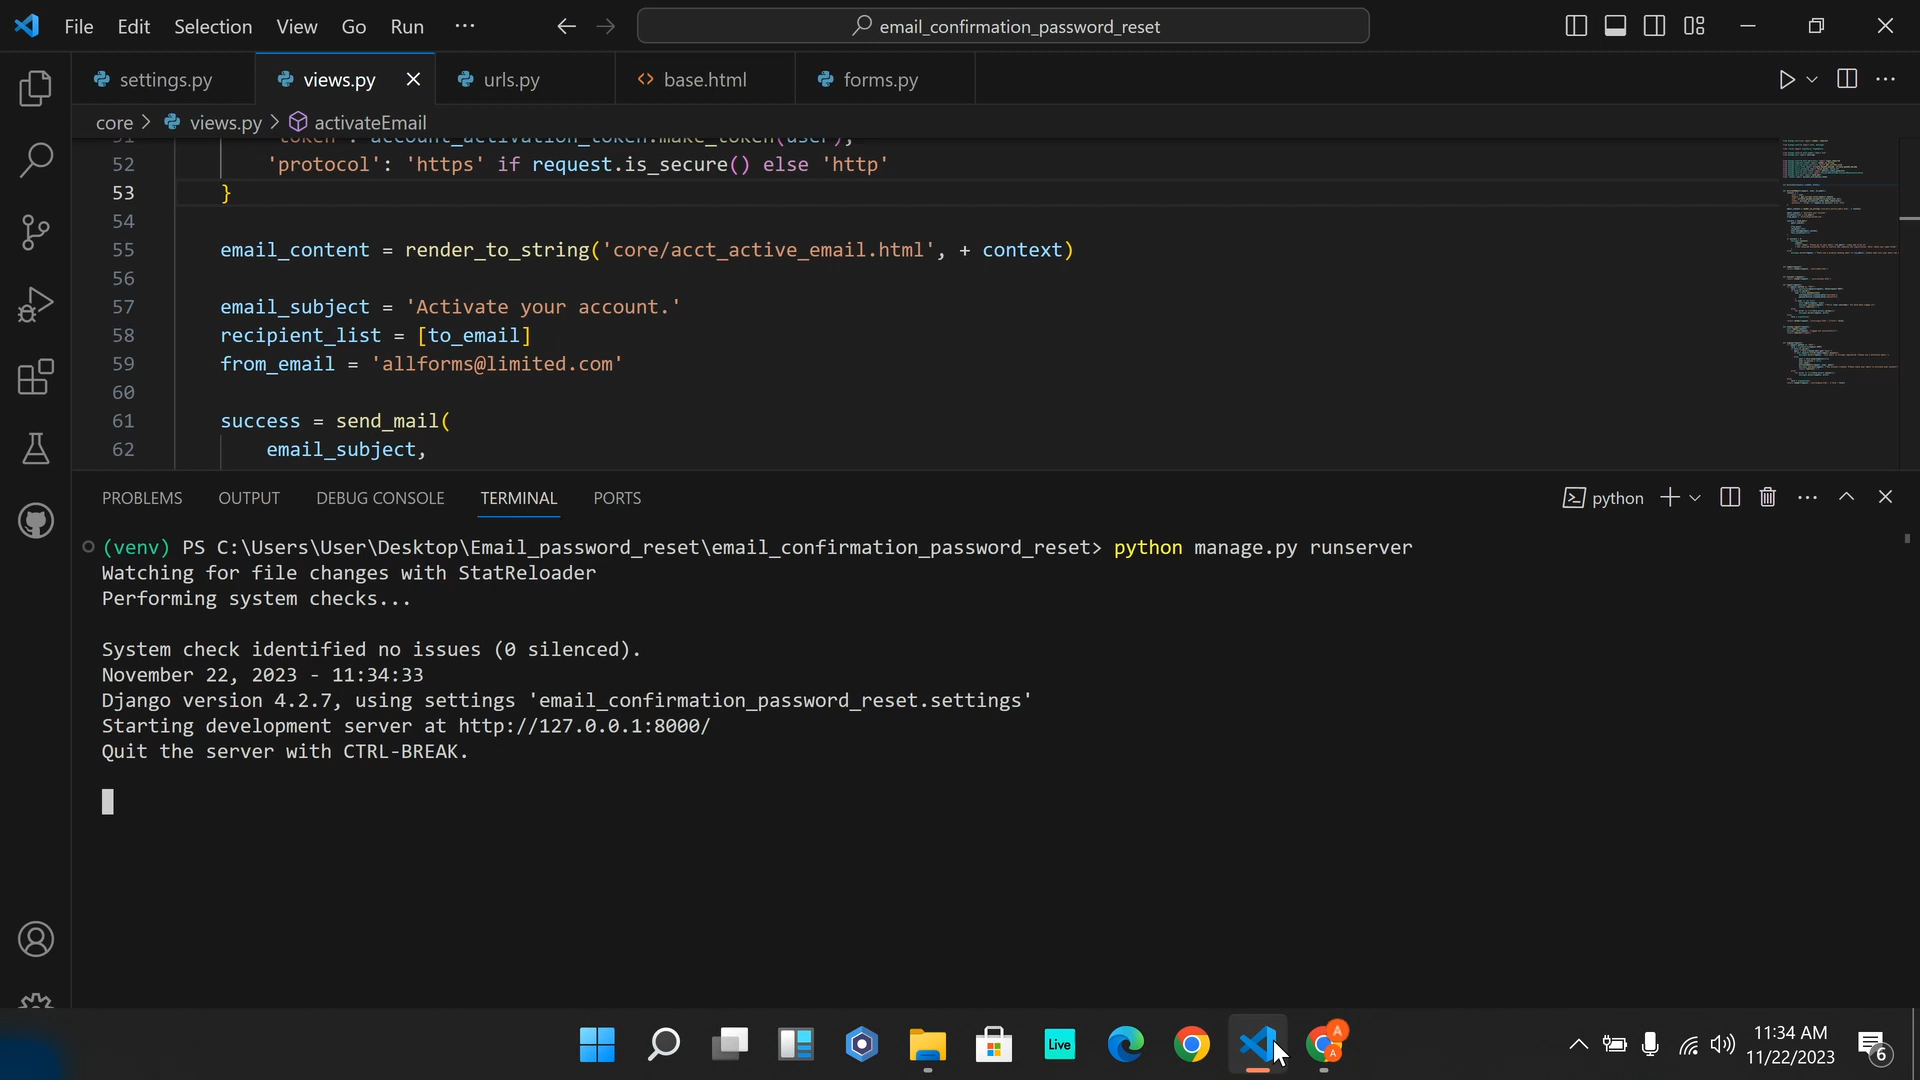 File Edit Selection View Go Run ···
email_confirmation_password_reset
settings.py views.py urls.py base.html forms.py
core > views.py > activateEmail
51 'token': account_activation_token.make_token(user),
52 'protocol': 'https' if request.is_secure() else 'http'
53 }
54
55 email_content = render_to_string('core/acct_active_email.html', + context)
56
57 email_subject = 'Activate your account.'
58 recipient_list = [to_email]
59 from_email = 'allforms@limited.com'
60
61 success = send_mail(
62 email_subject,
PROBLEMS OUTPUT DEBUG CONSOLE TERMINAL PORTS python
(venv) PS C:\Users\User\Desktop\Email_password_reset\email_confirmation_password_reset> python manage.py runserver
Watching for file changes with StatReloader
Performing system checks...
System check identified no issues (0 silenced).
November 22, 2023 - 11:34:33
Django version 4.2.7, using settings 'email_confirmation_password_reset.settings'
Starting development server at http://127.0.0.1:8000/
Quit the server with CTRL-BREAK.
Live
A
A
11:34 AM
11/22/2023
6